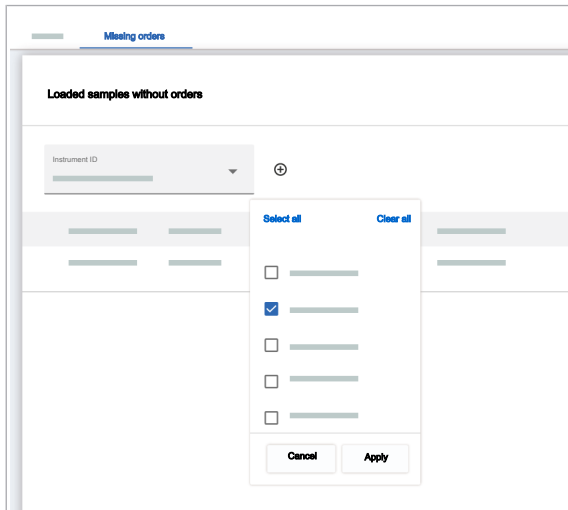 Missing orders
Loaded samples without orders
Instrument ID
Select all Clear all
Cancel Apply